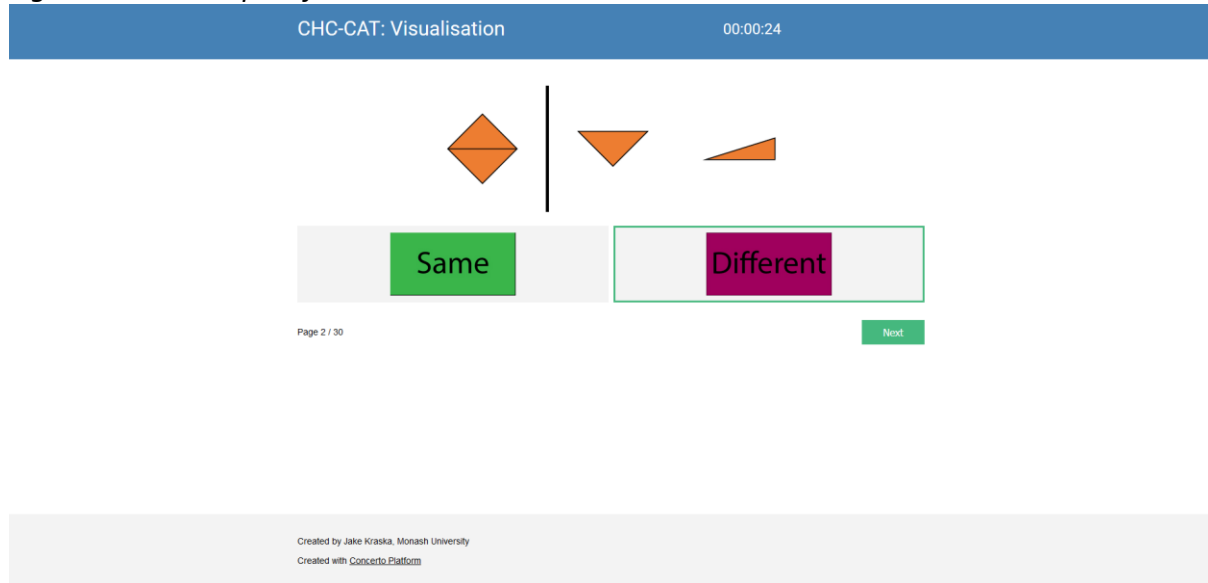 CHC-CAT: Visualisation 00:00:24
Same Different
Page 2 / 30 Next
Created by Jake Kraska, Monash University
Created with Concerto Platform